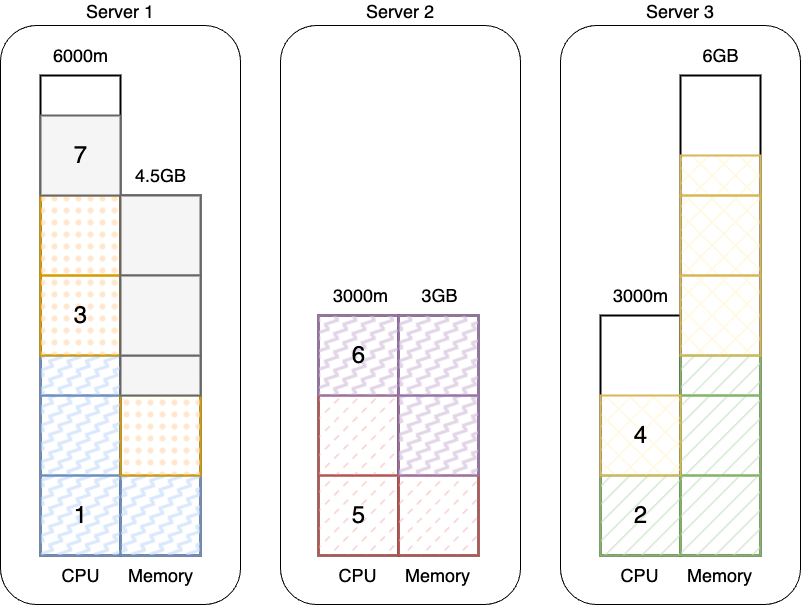 Server 1
Server 2
Server 3
6000m
6GB
7
4.5GB
3
3000m
3GB
3000m
6
4
1
5
2
CPU
Memory
CPU
Memory
CPU
Memory